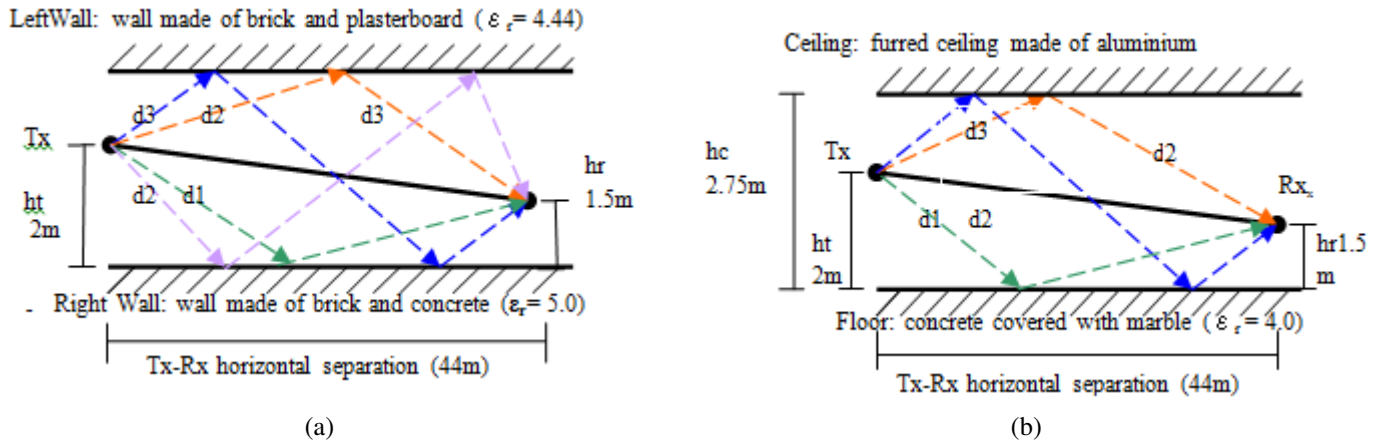 LeftWall: wall made of brick and plasterboard ( ε r = 4.44)
d3
d2
d3
Tx
d2
d1
ht
2m
hr
1.5m
- Right Wall: wall made of brick and concrete (εr = 5.0)
Tx-Rx horizontal separation (44m)
(a)
Ceiling: furred ceiling made of aluminium
hc
2.75m
Tx
d3
d2
Rxx
d1
d2
ht
2m
hr1.5
m
Floor: concrete covered with marble ( ε r = 4.0)
Tx-Rx horizontal separation (44m)
(b)